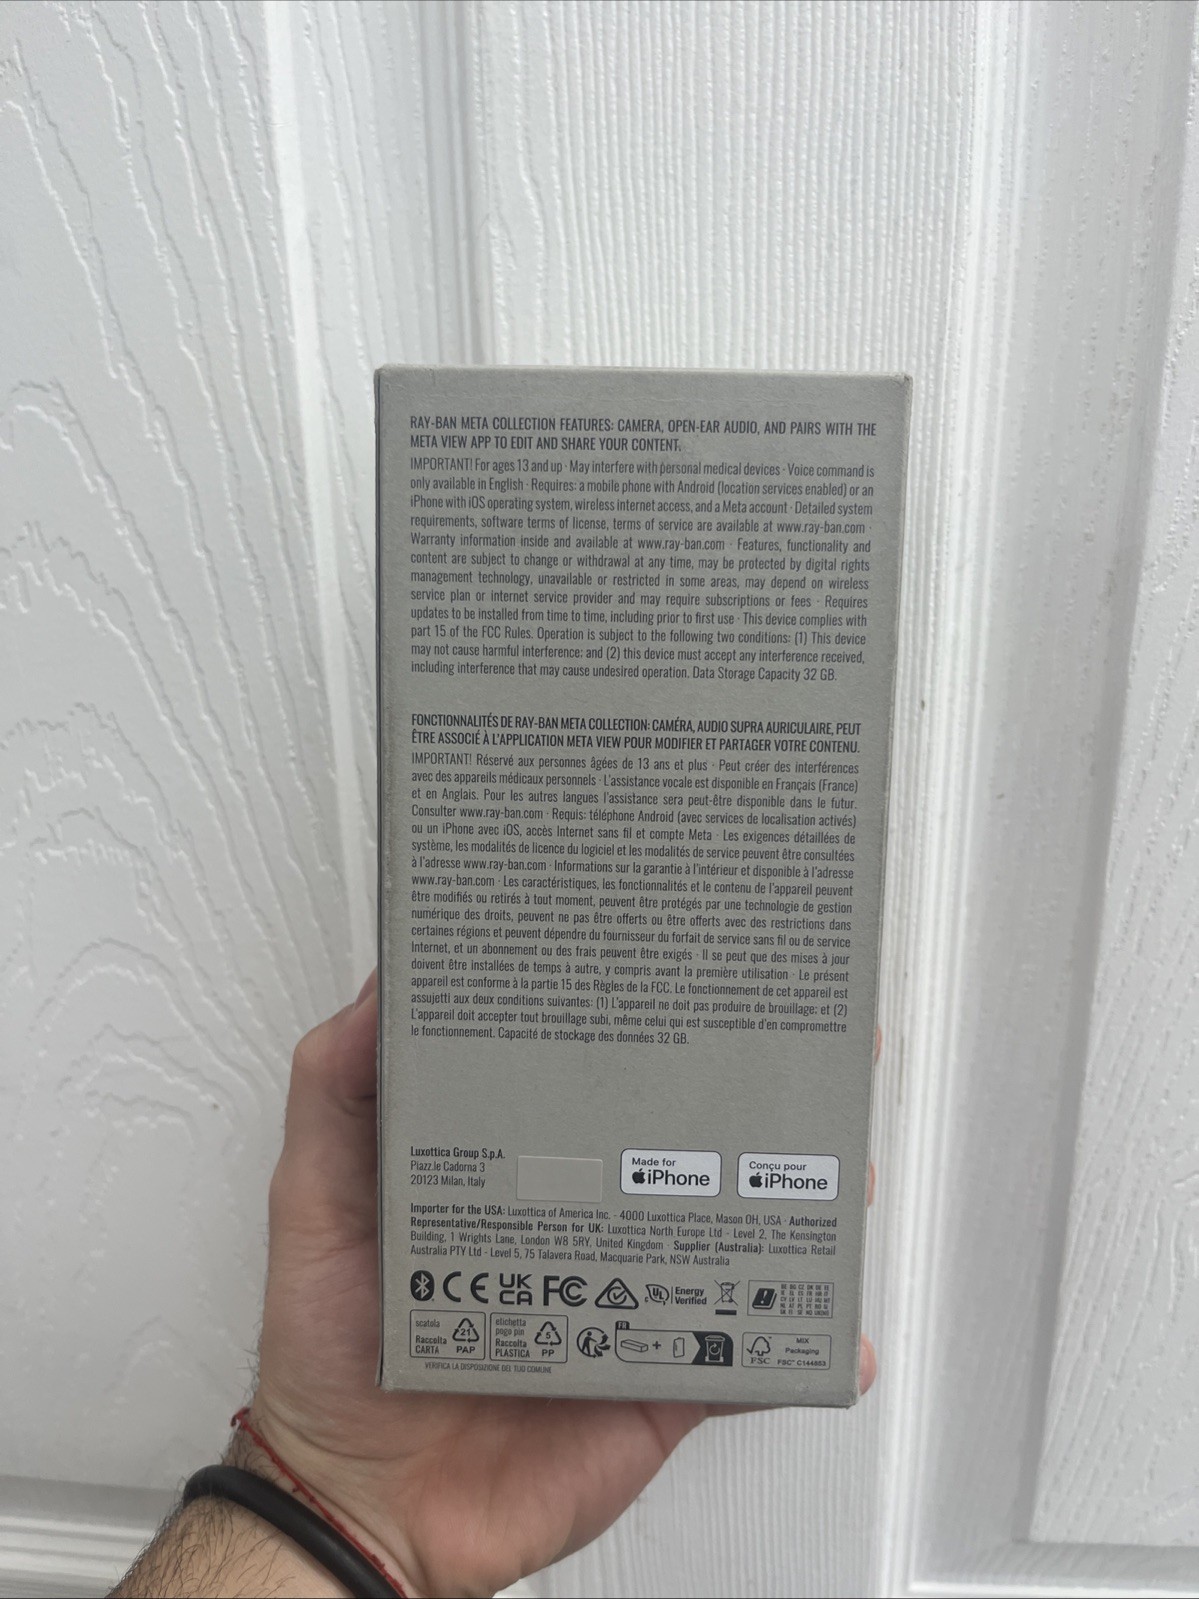 RAY-BAN META COLLECTION FEATURES: CAMERA, OPEN-EAR AUDIO, AND PAIRS WITH THE
META VIEW APP TO EDIT AND SHARE YOUR CONTENT.
IMPORTANT! For ages 13 and up · May interfere with personal medical devices · Voice command is
only available in English · Requires: a mobile phone with Android (location services enabled) or an
iPhone with iOS operating system, wireless internet access, and a Meta account · Detailed system
requirements, software terms of license, terms of service are available at www.ray-ban.com ·
Warranty information inside and available at www.ray-ban.com · Features, functionality and
content are subject to change or withdrawal at any time, may be protected by digital rights
management technology, unavailable or restricted in some areas, may depend on wireless
service plan or internet service provider and may require subscriptions or fees · Requires
updates to be installed from time to time, including prior to first use · This device complies with
part 15 of the FCC Rules. Operation is subject to the following two conditions: (1) This device
may not cause harmful interference; and (2) this device must accept any interference received,
including interference that may cause undesired operation. Data Storage Capacity 32 GB.
FONCTIONNALITÉS DE RAY-BAN META COLLECTION: CAMÉRA, AUDIO SUPRA AURICULAIRE, PEUT
ÊTRE ASSOCIÉ À L'APPLICATION META VIEW POUR MODIFIER ET PARTAGER VOTRE CONTENU.
IMPORTANT! Réservé aux personnes âgées de 13 ans et plus · Peut créer des interférences
avec des appareils médicaux personnels · L'assistance vocale est disponible en Français (France)
et en Anglais. Pour les autres langues l'assistance sera peut-être disponible dans le futur.
Consulter www.ray-ban.com · Requis: téléphone Android (avec services de localisation activés)
ou un iPhone avec iOS, accès Internet sans fil et compte Meta · Les exigences détaillées de
système, les modalités de licence du logiciel et les modalités de service peuvent être consultées
à l'adresse www.ray-ban.com · Informations sur la garantie à l'intérieur et disponible à l'adresse
www.ray-ban.com · Les caractéristiques, les fonctionnalités et le contenu de l'appareil peuvent
être modifiés ou retirés à tout moment, peuvent être protégés par une technologie de gestion
numérique des droits, peuvent ne pas être offerts ou être offerts avec des restrictions dans
certaines régions et peuvent dépendre du fournisseur du forfait de service sans fil ou de service
Internet, et un abonnement ou des frais peuvent être exigés · Il se peut que des mises à jour
doivent être installées de temps à autre, y compris avant la première utilisation · Le présent
appareil est conforme à la partie 15 des Règles de la FCC. Le fonctionnement de cet appareil est
assujetti aux deux conditions suivantes: (1) L'appareil ne doit pas produire de brouillage; et (2)
L'appareil doit accepter tout brouillage subi, même celui qui est susceptible d'en compromettre
le fonctionnement. Capacité de stockage des données 32 GB.
Luxottica Group S.p.A.
Piazz.le Cadorna 3
20123 Milan, Italy
Made for
iPhone
Conçu pour
iPhone
Importer for the USA: Luxottica of America Inc. - 4000 Luxottica Place, Mason OH, USA · Authorized
Representative/Responsible Person for UK: Luxottica North Europe Ltd - Level 2, The Kensington
Building, 1 Wrights Lane, London W8 5RY, United Kingdom · Supplier (Australia): Luxottica Retail
Australia PTY Ltd - Level 5, 75 Talavera Road, Macquarie Park, NSW Australia
CE UK CA FC c UL Energy Verified
scatola
Raccolta
CARTA
21
PAP
etichetta
pogo pin
Raccolta
PLASTICA
5
PP
FR
+
FSC
MIX
Packaging
FSC™ C144853
VERIFICA LA DISPOSIZIONE DEL TUO COMUNE